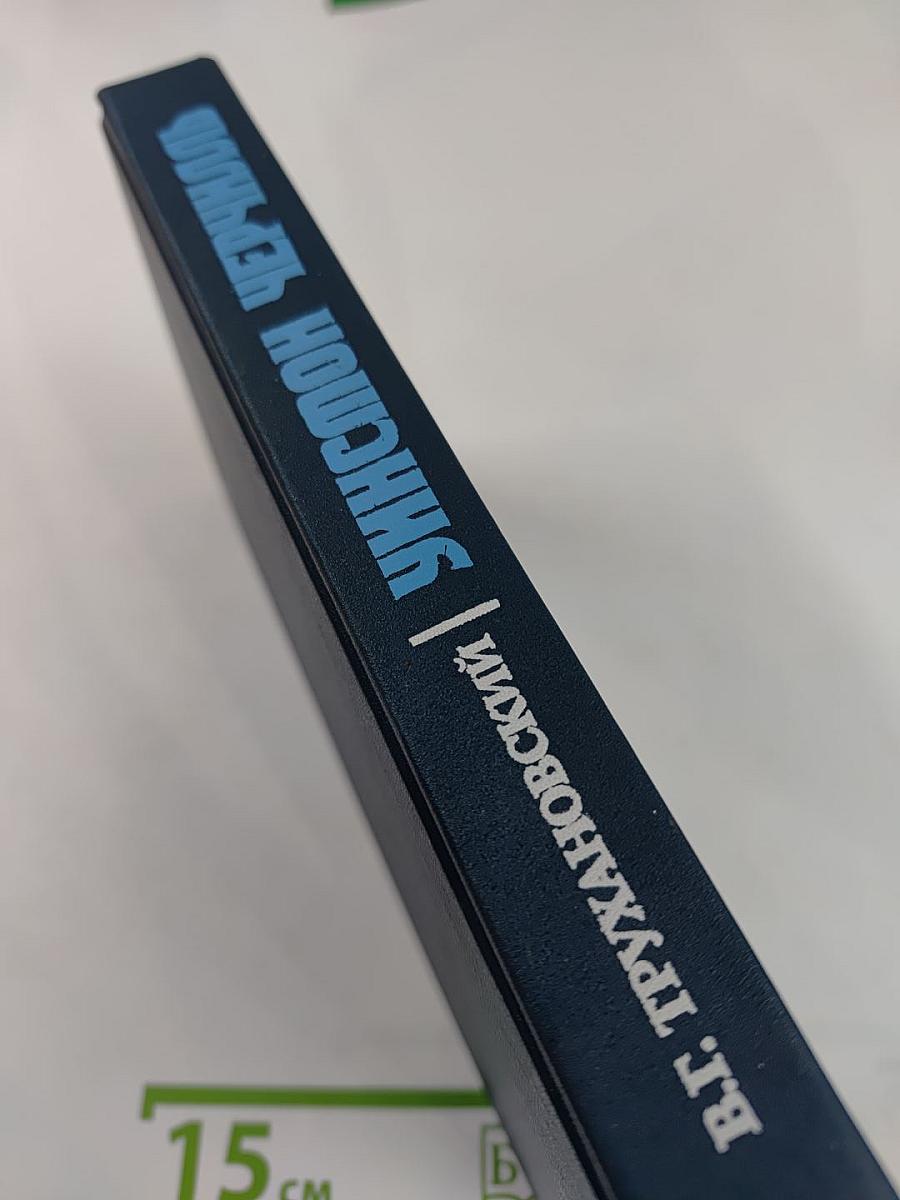 В.Г. ТРУХАНОВСКИЙ | УИНСТОН ЧЕРЧИЛЛЬ
15 см